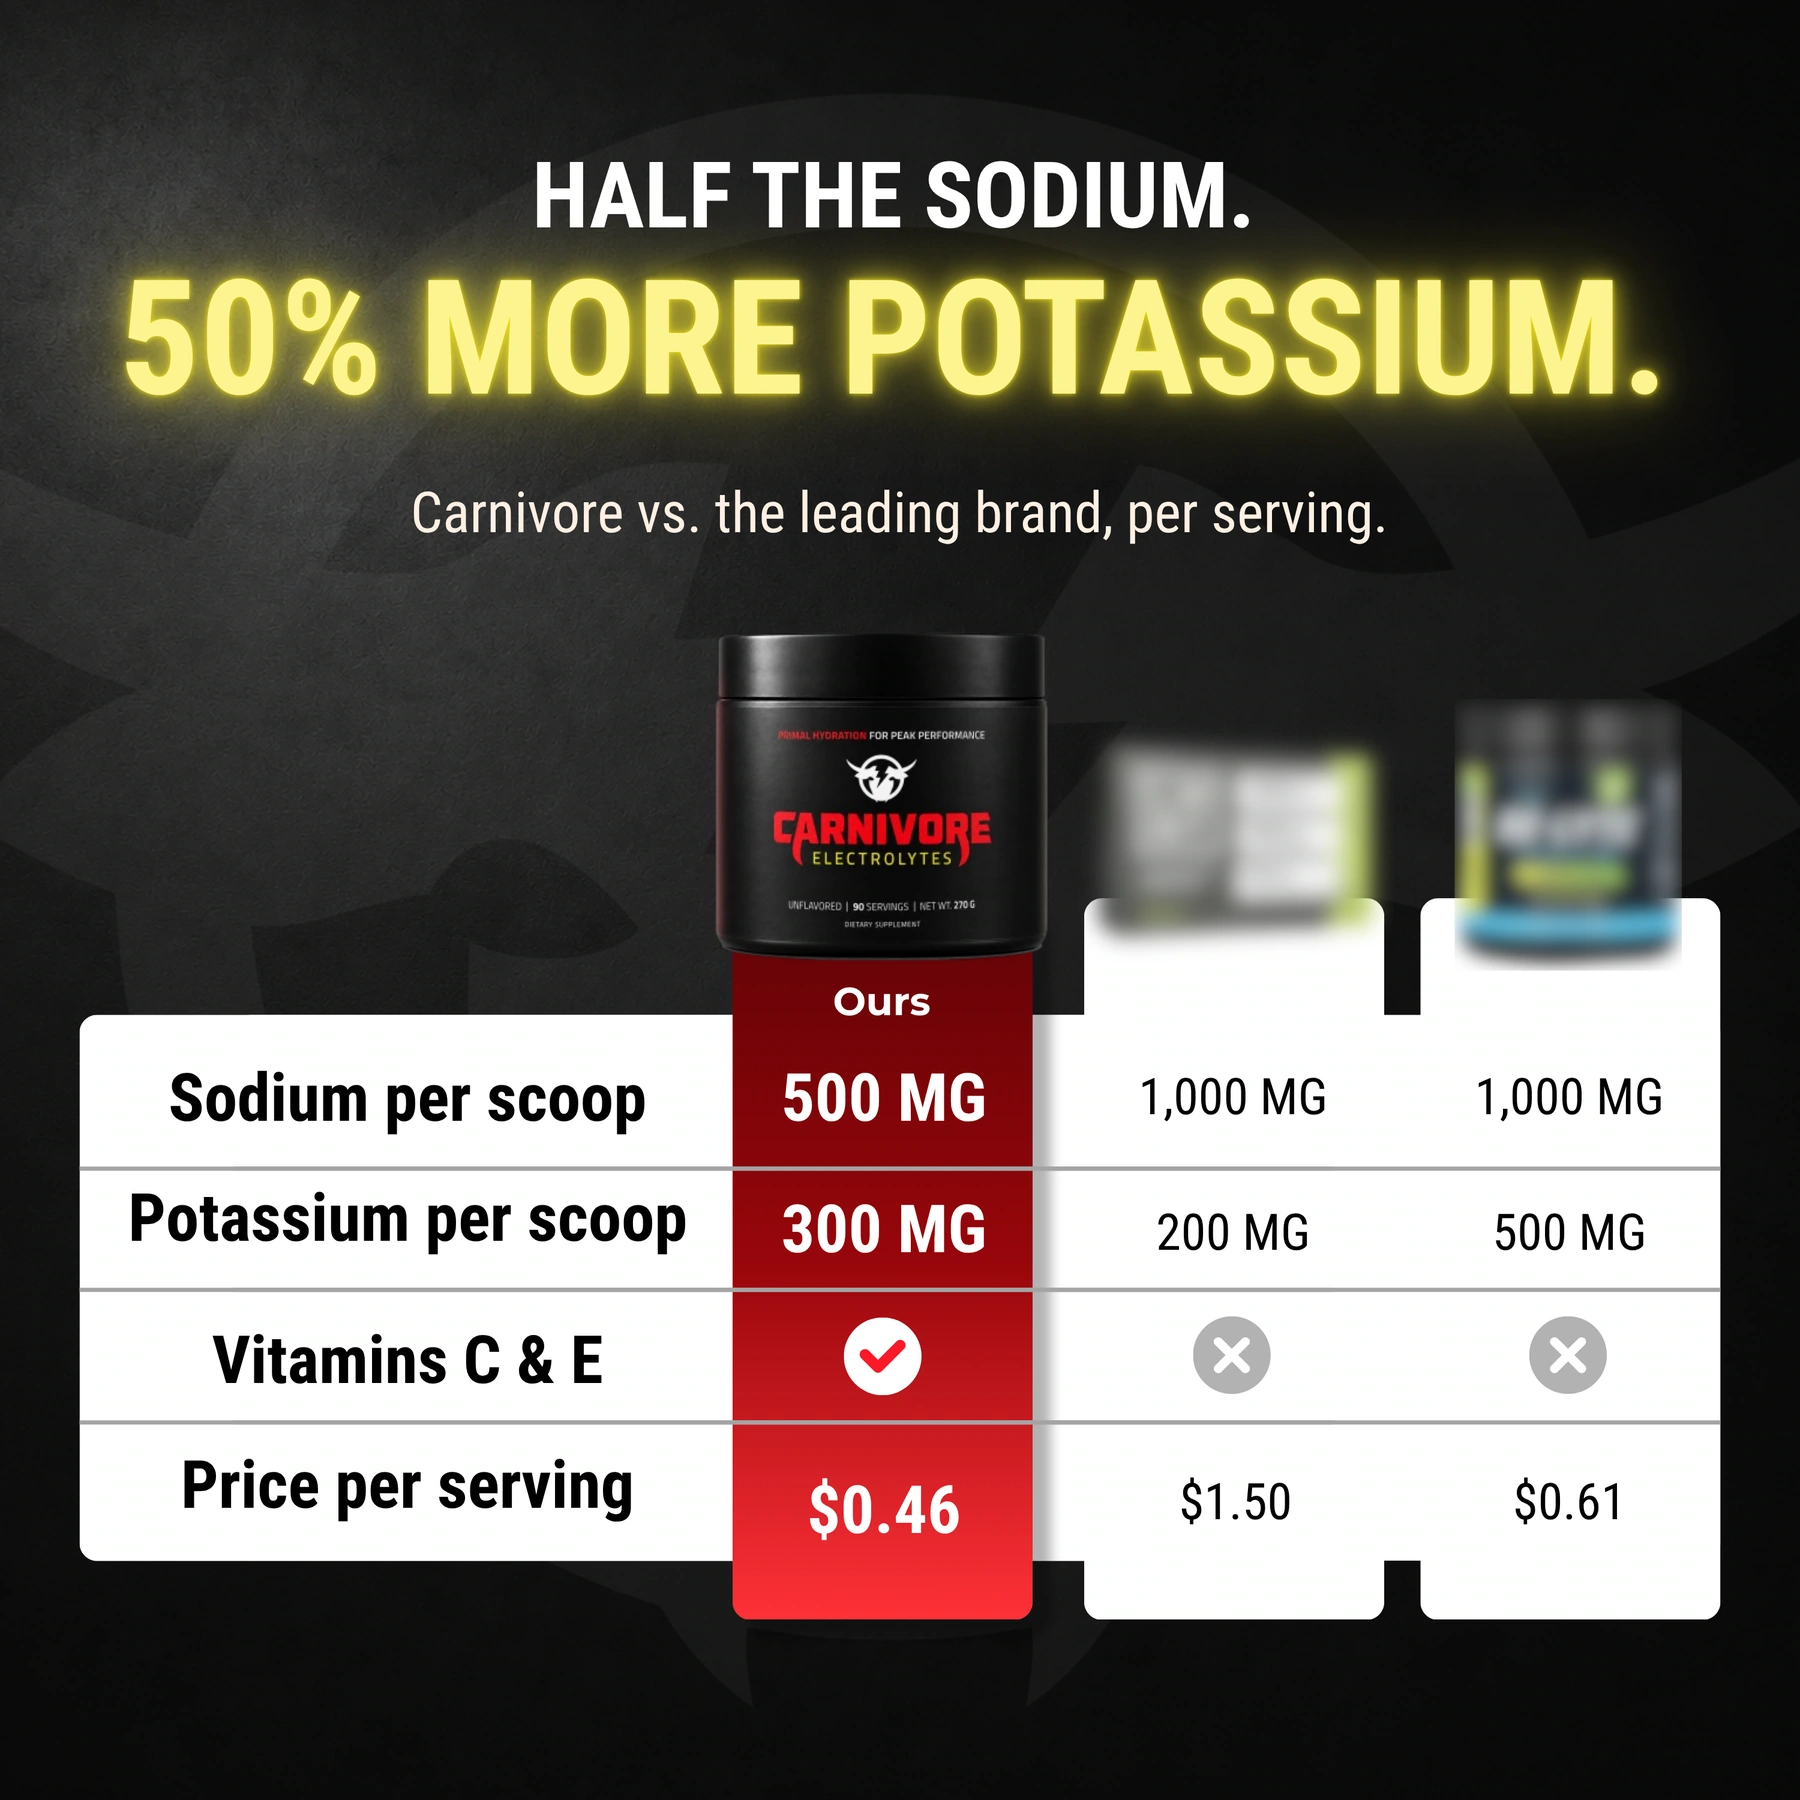 HALF THE SODIUM.
50% MORE POTASSIUM.
Carnivore vs. the leading brand, per serving.
PRIMAL HYDRATION FOR PEAK PERFORMANCE
CARNIVORE
ELECTROLYTES
UNFLAVORED | 90 SERVINGS | NET WT. 270 G
DIETARY SUPPLEMENT
Ours
Sodium per scoop 500 MG 1,000 MG 1,000 MG
Potassium per scoop 300 MG 200 MG 500 MG
Vitamins C & E
Price per serving $0.46 $1.50 $0.61